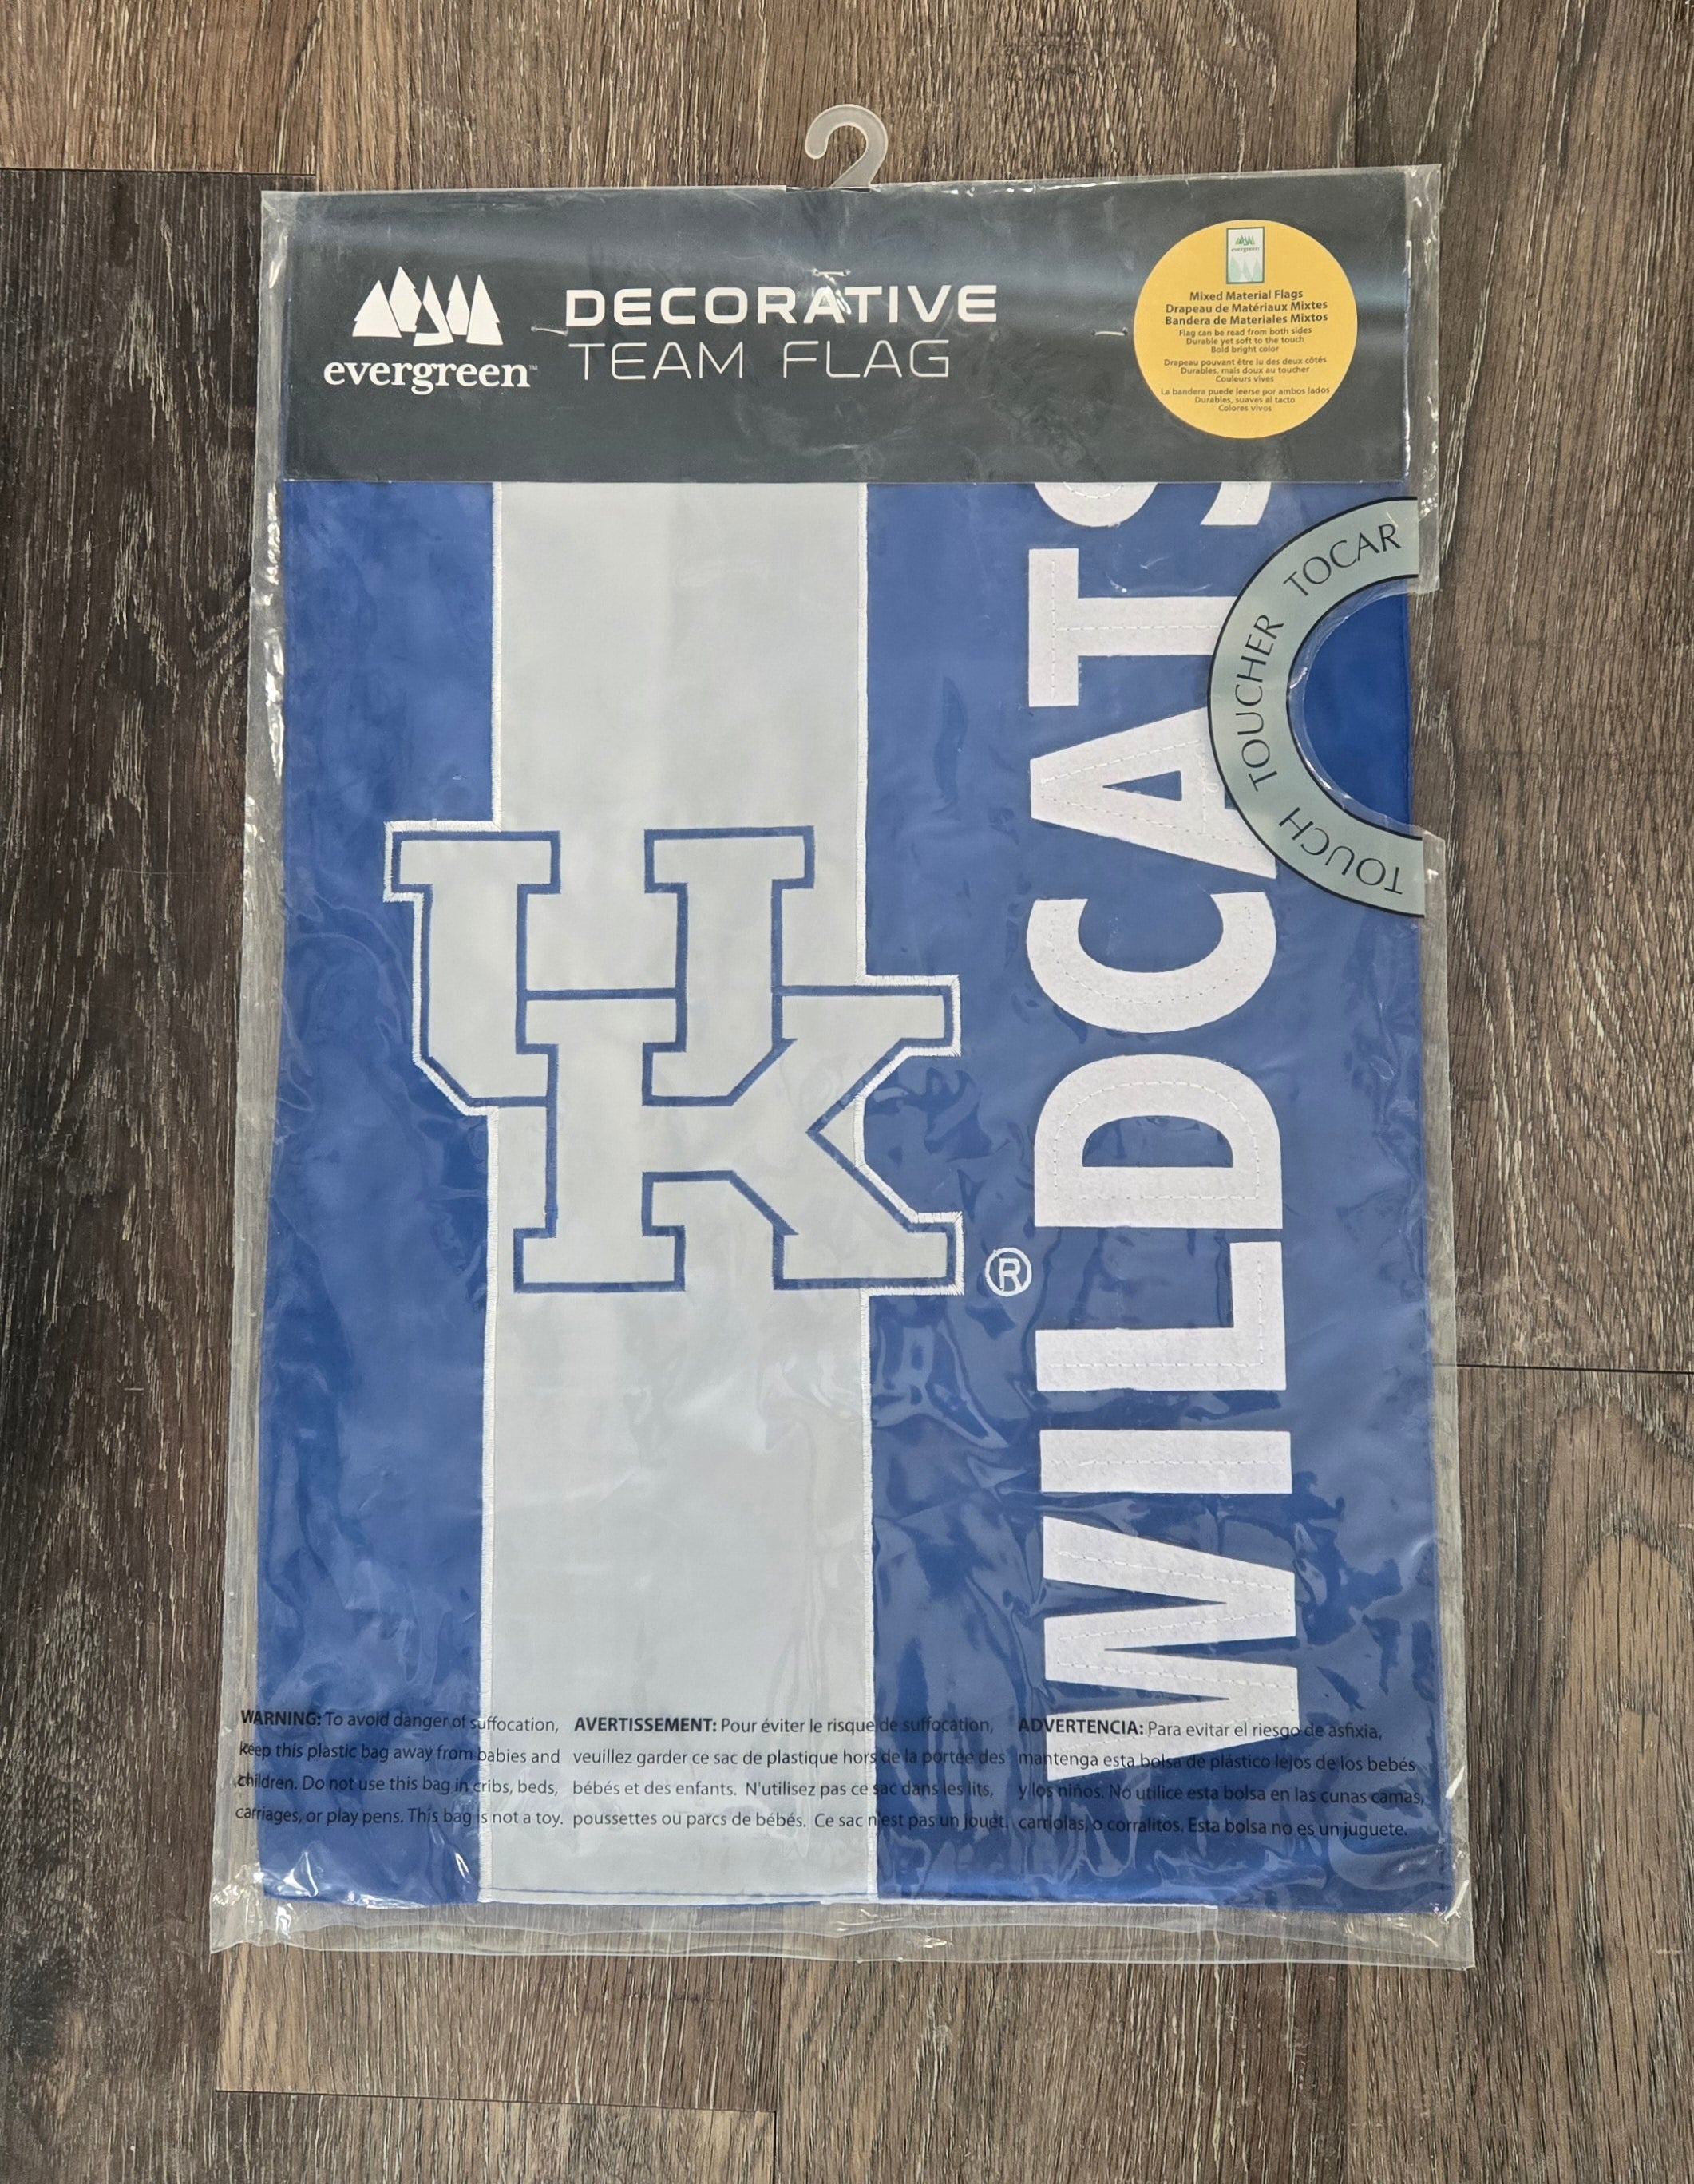 evergreen™
DECORATIVE
TEAM FLAG
evergreen
Mixed Material Flags
Drapeau de Matériaux Mixtes
Bandera de Materiales Mixtos
Flag can be read from both sides
Durable yet soft to the touch
Bold bright color
Drapeau pouvant être lu des deux côtés
Durables, mais doux au toucher
Couleurs vives
La bandera puede leerse por ambos lados
Durables, suaves al tacto
Colores vivos
TOUCH TOUCHER TOCAR
UK®
WILDCATS
WARNING: To avoid danger of suffocation,
keep this plastic bag away from babies and
children. Do not use this bag in cribs, beds,
carriages, or play pens. This bag is not a toy.
AVERTISSEMENT: Pour éviter le risque de suffocation,
veuillez garder ce sac de plastique hors de la portée des
bébés et des enfants. N'utilisez pas ce sac dans les lits,
poussettes ou parcs de bébés. Ce sac n'est pas un jouet.
ADVERTENCIA: Para evitar el riesgo de asfixia,
mantenga esta bolsa de plástico lejos de los bebés
y los niños. No utilice esta bolsa en las cunas camas,
carriolas, o corralitos. Esta bolsa no es un juguete.